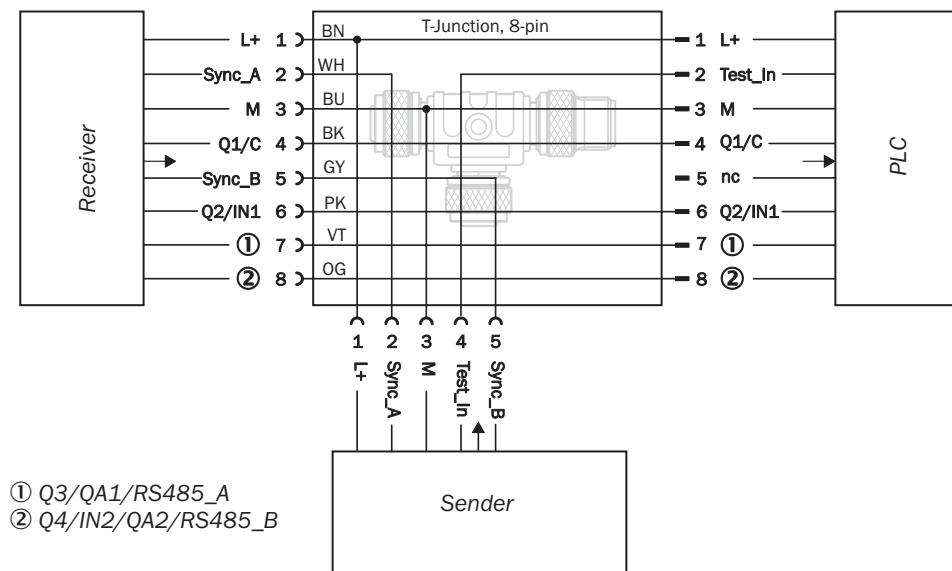 T-Junction, 8-pin
L+ 1 BN 1 L+
Sync_A 2 WH 2 Test_In
M 3 BU 3 M
Q1/C 4 BK 4 Q1/C
Sync_B 5 GY 5 nc
Q2/IN1 6 PK 6 Q2/IN1
① 7 VT 7 ①
② 8 OG 8 ②
Receiver
PLC
1 2 3 4 5
L+ Sync_A M Test_In Sync_B
Sender
① Q3/QA1/RS485_A
② Q4/IN2/QA2/RS485_B